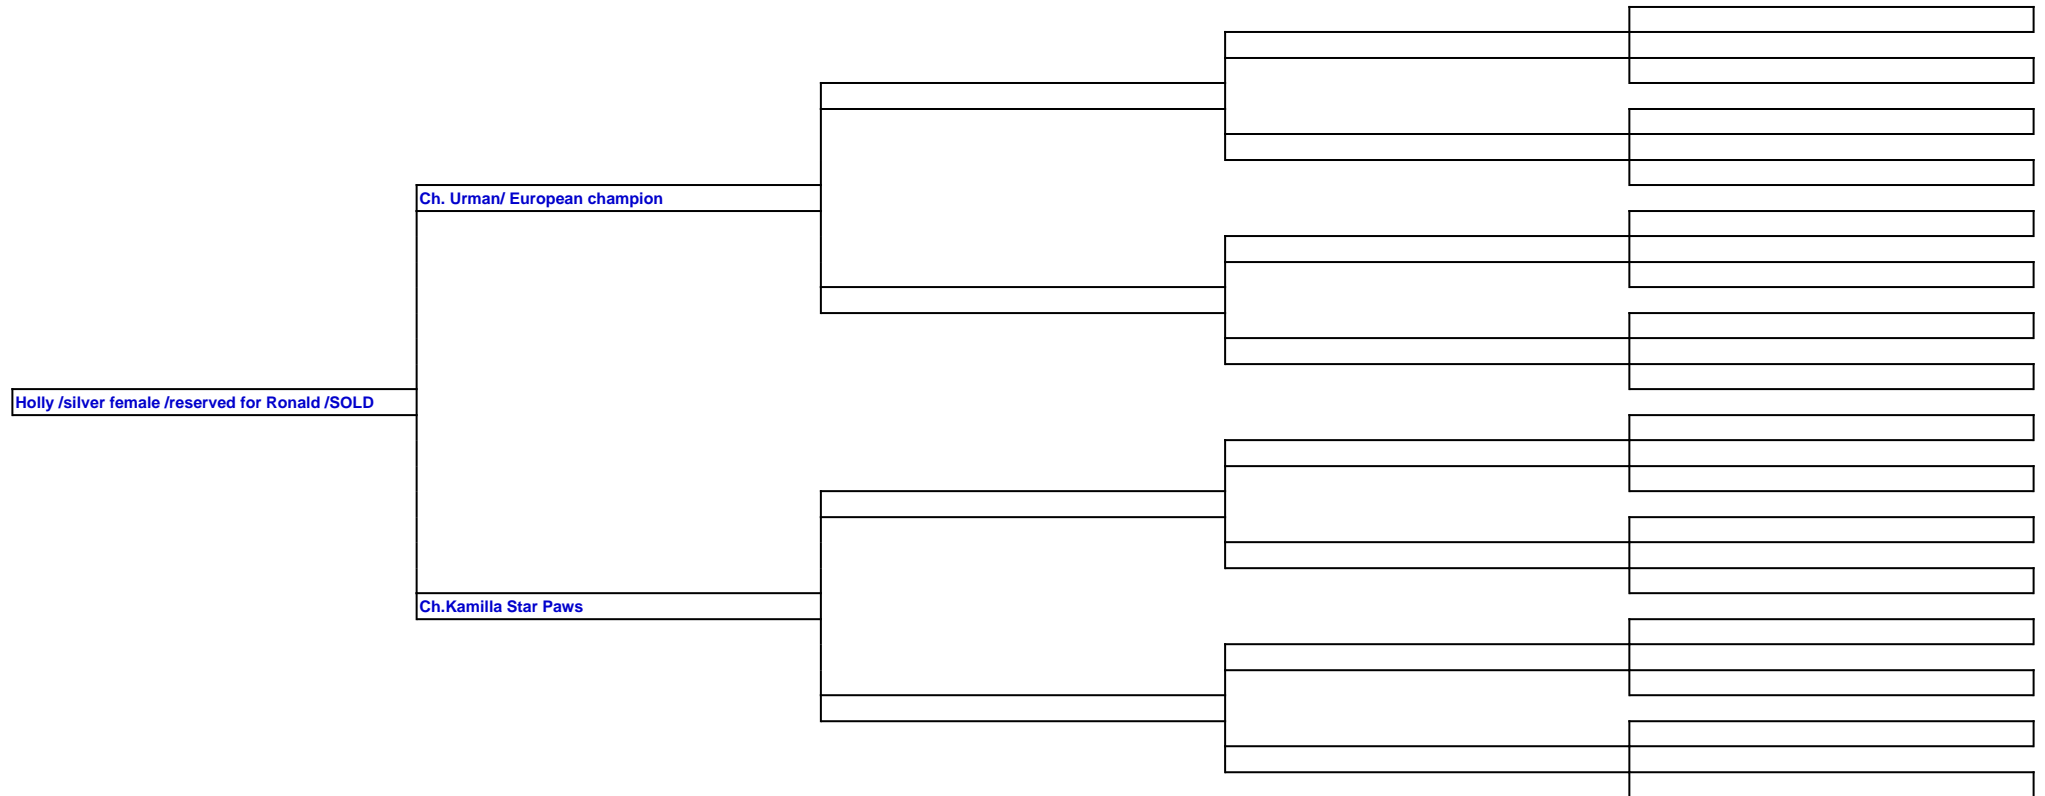 Ch. Urman/ European champion
Holly /silver female /reserved for Ronald /SOLD
Ch.Kamilla Star Paws